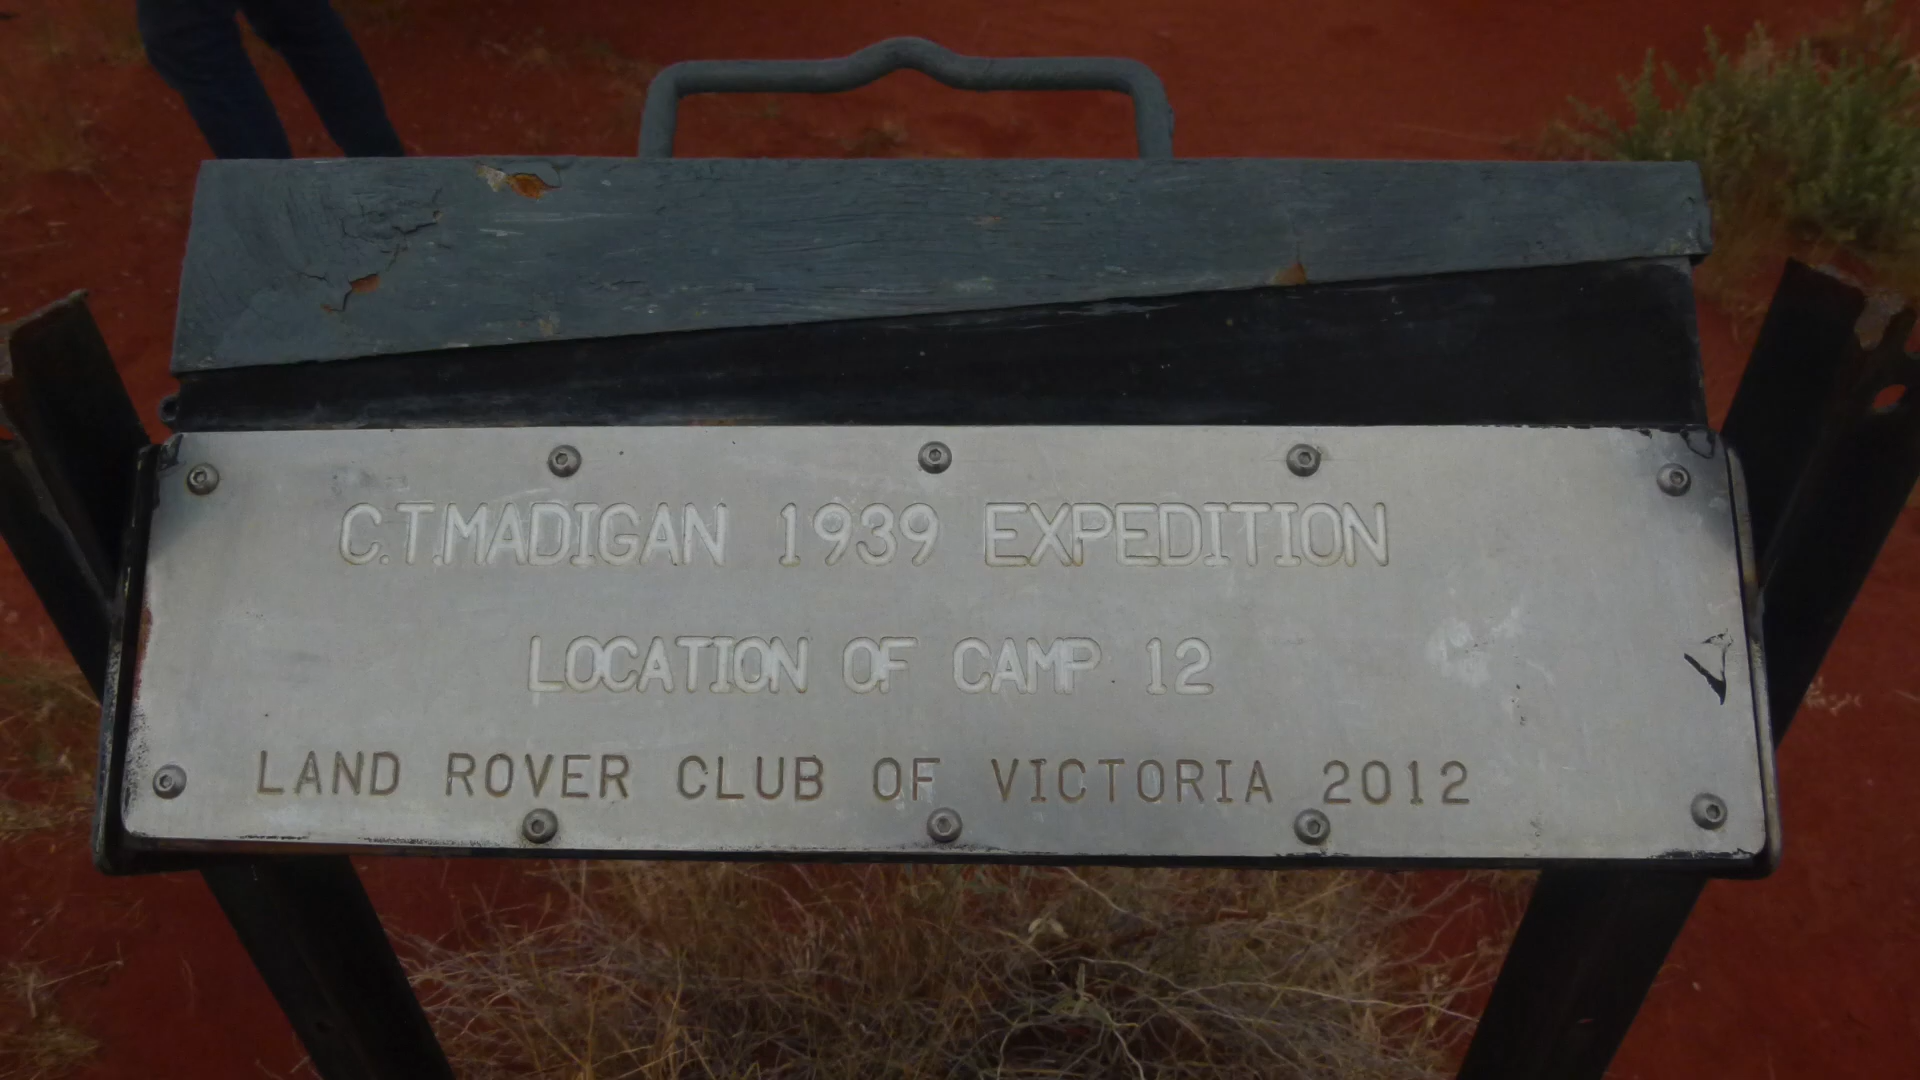 C.T.MADIGAN 1939 EXPEDITION
LOCATION OF CAMP 12
LAND ROVER CLUB OF VICTORIA 2012